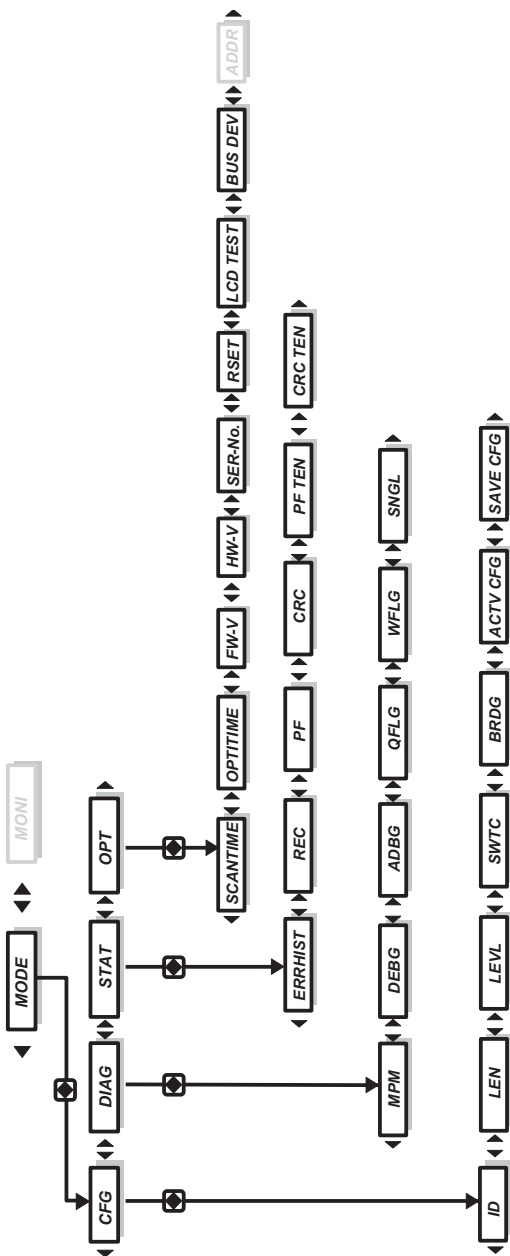 MODE
MONI
CFG
DIAG
STAT
OPT
SCANTIME
OPTITIME
FW-V
HW-V
SER-No.
RSET
LCD TEST
BUS DEV
ADDR
ERRHIST
REC
PF
CRC
PF TEN
CRC TEN
MPM
DEBG
ADBG
QFLG
WFLG
SNGL
ID
LEN
LEVL
SWTC
BRDG
ACTV CFG
SAVE CFG